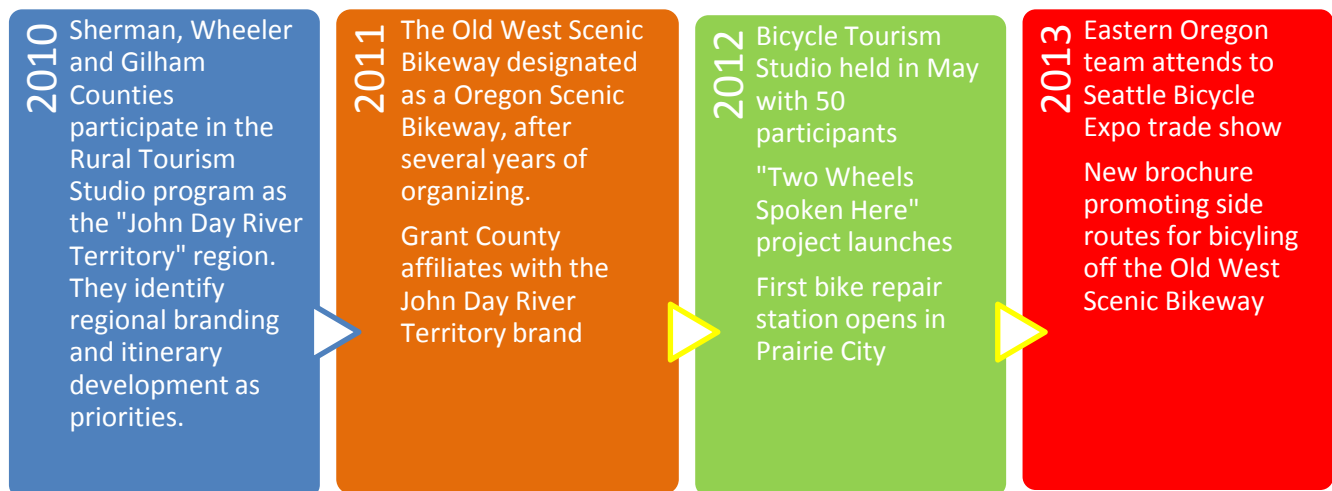 2010
Sherman, Wheeler
and Gilham
Counties
participate in the
Rural Tourism
Studio program as
the "John Day River
Territory" region.
They identify
regional branding
and itinerary
development as
priorities.
2011
The Old West Scenic
Bikeway designated
as a Oregon Scenic
Bikeway, after
several years of
organizing.
Grant County
affiliates with the
John Day River
Territory brand
2012
Bicycle Tourism
Studio held in May
with 50
participants
"Two Wheels
Spoken Here"
project launches
First bike repair
station opens in
Prairie City
2013
Eastern Oregon
team attends to
Seattle Bicycle
Expo trade show
New brochure
promoting side
routes for bicyling
off the Old West
Scenic Bikeway